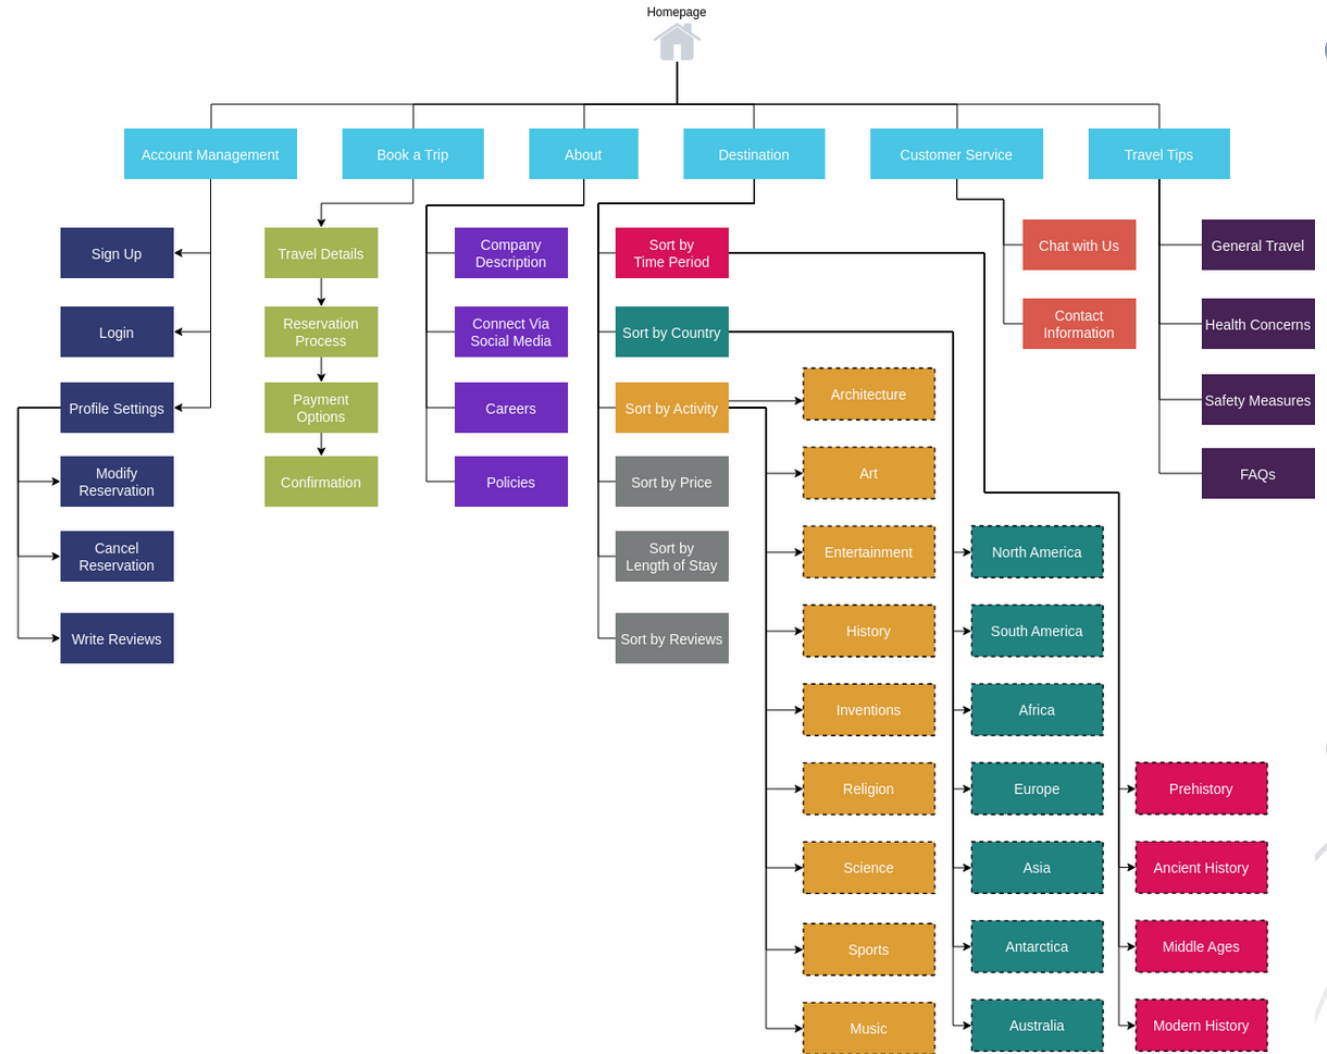 Homepage
Account Management
Book a Trip
About
Destination
Customer Service
Travel Tips
Sign Up
Login
Profile Settings
Modify
Reservation
Cancel
Reservation
Write Reviews
Travel Details
Reservation
Process
Payment
Options
Confirmation
Company
Description
Connect Via
Social Media
Careers
Policies
Sort by
Time Period
Sort by Country
Sort by Activity
Sort by Price
Sort by
Length of Stay
Sort by Reviews
Architecture
Art
Entertainment
History
Inventions
Religion
Science
Sports
Music
North America
South America
Africa
Europe
Asia
Antarctica
Australia
Prehistory
Ancient History
Middle Ages
Modern History
Chat with Us
Contact
Information
General Travel
Health Concerns
Safety Measures
FAQs